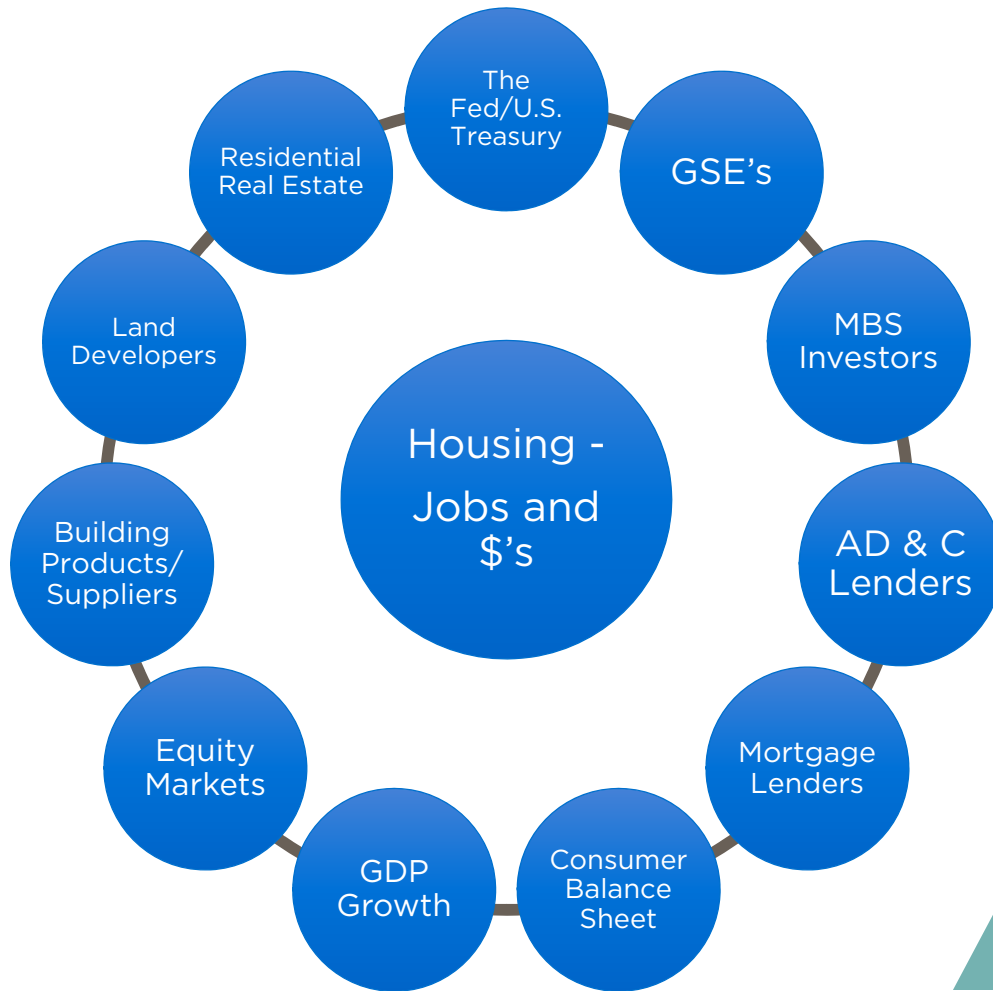 The
Fed/U.S.
Treasury
GSE’s
MBS
Investors
AD & C
Lenders
Mortgage
Lenders
Consumer
Balance
Sheet
GDP
Growth
Equity
Markets
Building
Products/
Suppliers
Land
Developers
Residential
Real Estate
Housing -
Jobs and
$’s